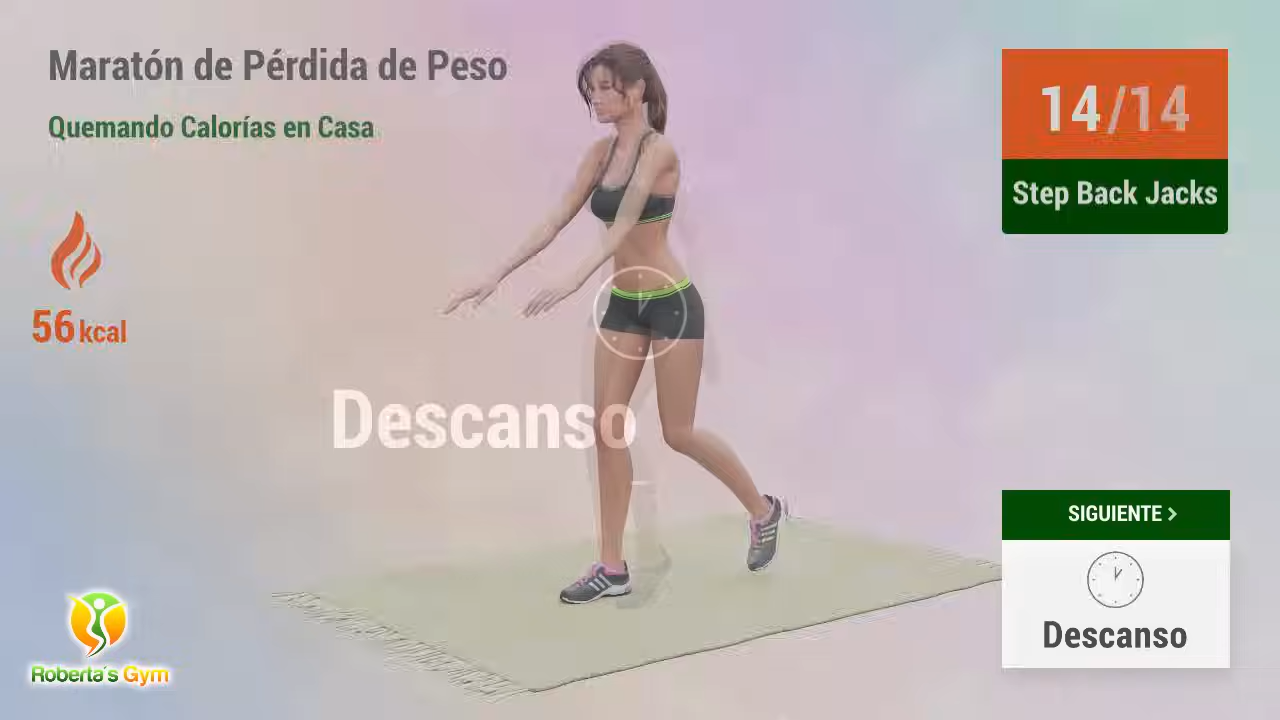 Maratón de Pérdida de Peso
Quemando Calorías en Casa
14/14
Step Back Jacks
56 kcal
Descanso
SIGUIENTE >
Descanso
Roberta´s Gym